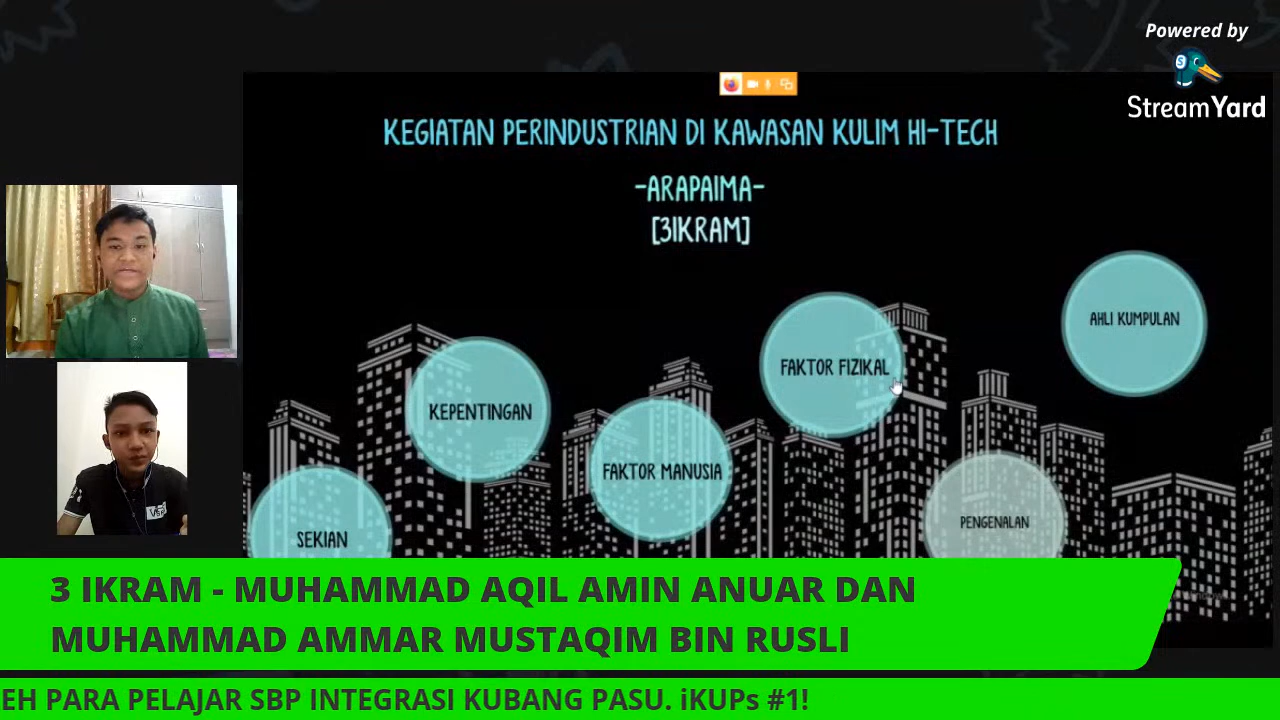 Powered by
StreamYard
KEGIATAN PERINDUSTRIAN DI KAWASAN KULIM HI-TECH
-ARAPAIMA-
[3IKRAM]
AHLI KUMPULAN
FAKTOR FIZIKAL
KEPENTINGAN
FAKTOR MANUSIA
PENGENALAN
SEKIAN
3 IKRAM - MUHAMMAD AQIL AMIN ANUAR DAN
MUHAMMAD AMMAR MUSTAQIM BIN RUSLI
EH PARA PELAJAR SBP INTEGRASI KUBANG PASU. iKUPs #1!